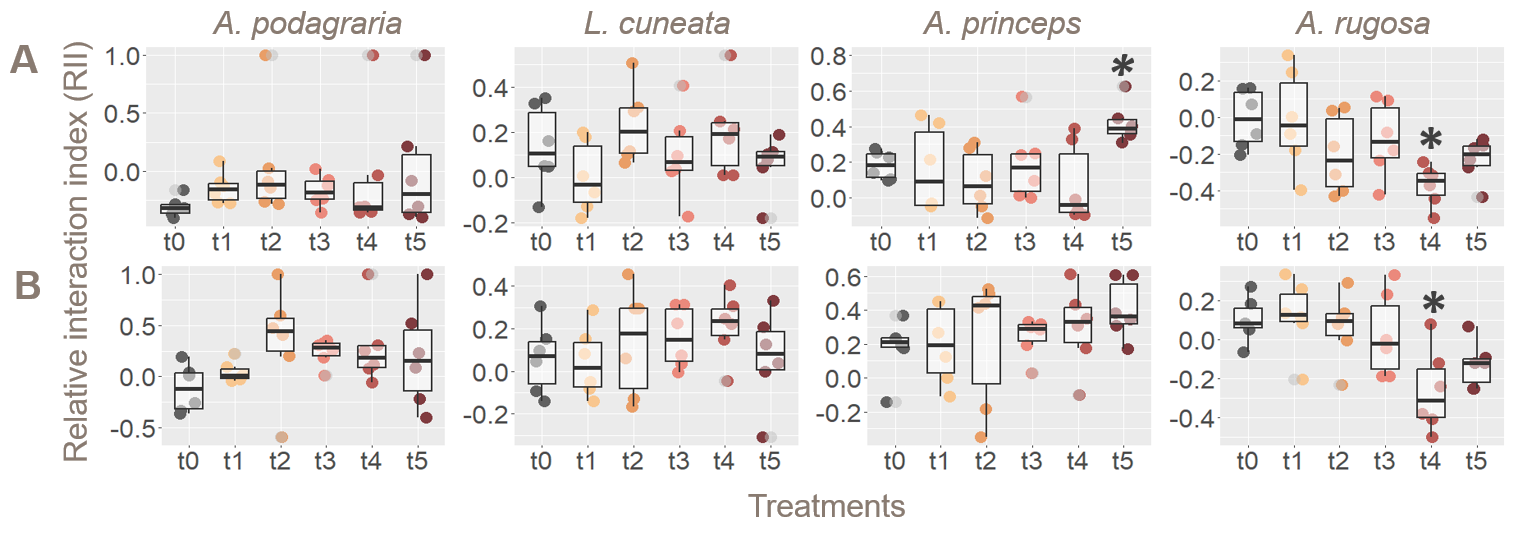 A. podagraria L. cuneata A. princeps A. rugosa
A
Relative interaction index (RII)
1.0 0.5 0.0
0.4 0.2 0.0 -0.2
0.8 0.6 0.4 0.2 0.0
0.2 0.0 -0.2 -0.4
*
*
t0 t1 t2 t3 t4 t5 t0 t1 t2 t3 t4 t5 t0 t1 t2 t3 t4 t5 t0 t1 t2 t3 t4 t5
B
1.0 0.5 0.0 -0.5
0.4 0.2 0.0 -0.2
0.6 0.4 0.2 0.0 -0.2
0.2 0.0 -0.2 -0.4
*
t0 t1 t2 t3 t4 t5 t0 t1 t2 t3 t4 t5 t0 t1 t2 t3 t4 t5 t0 t1 t2 t3 t4 t5
Treatments